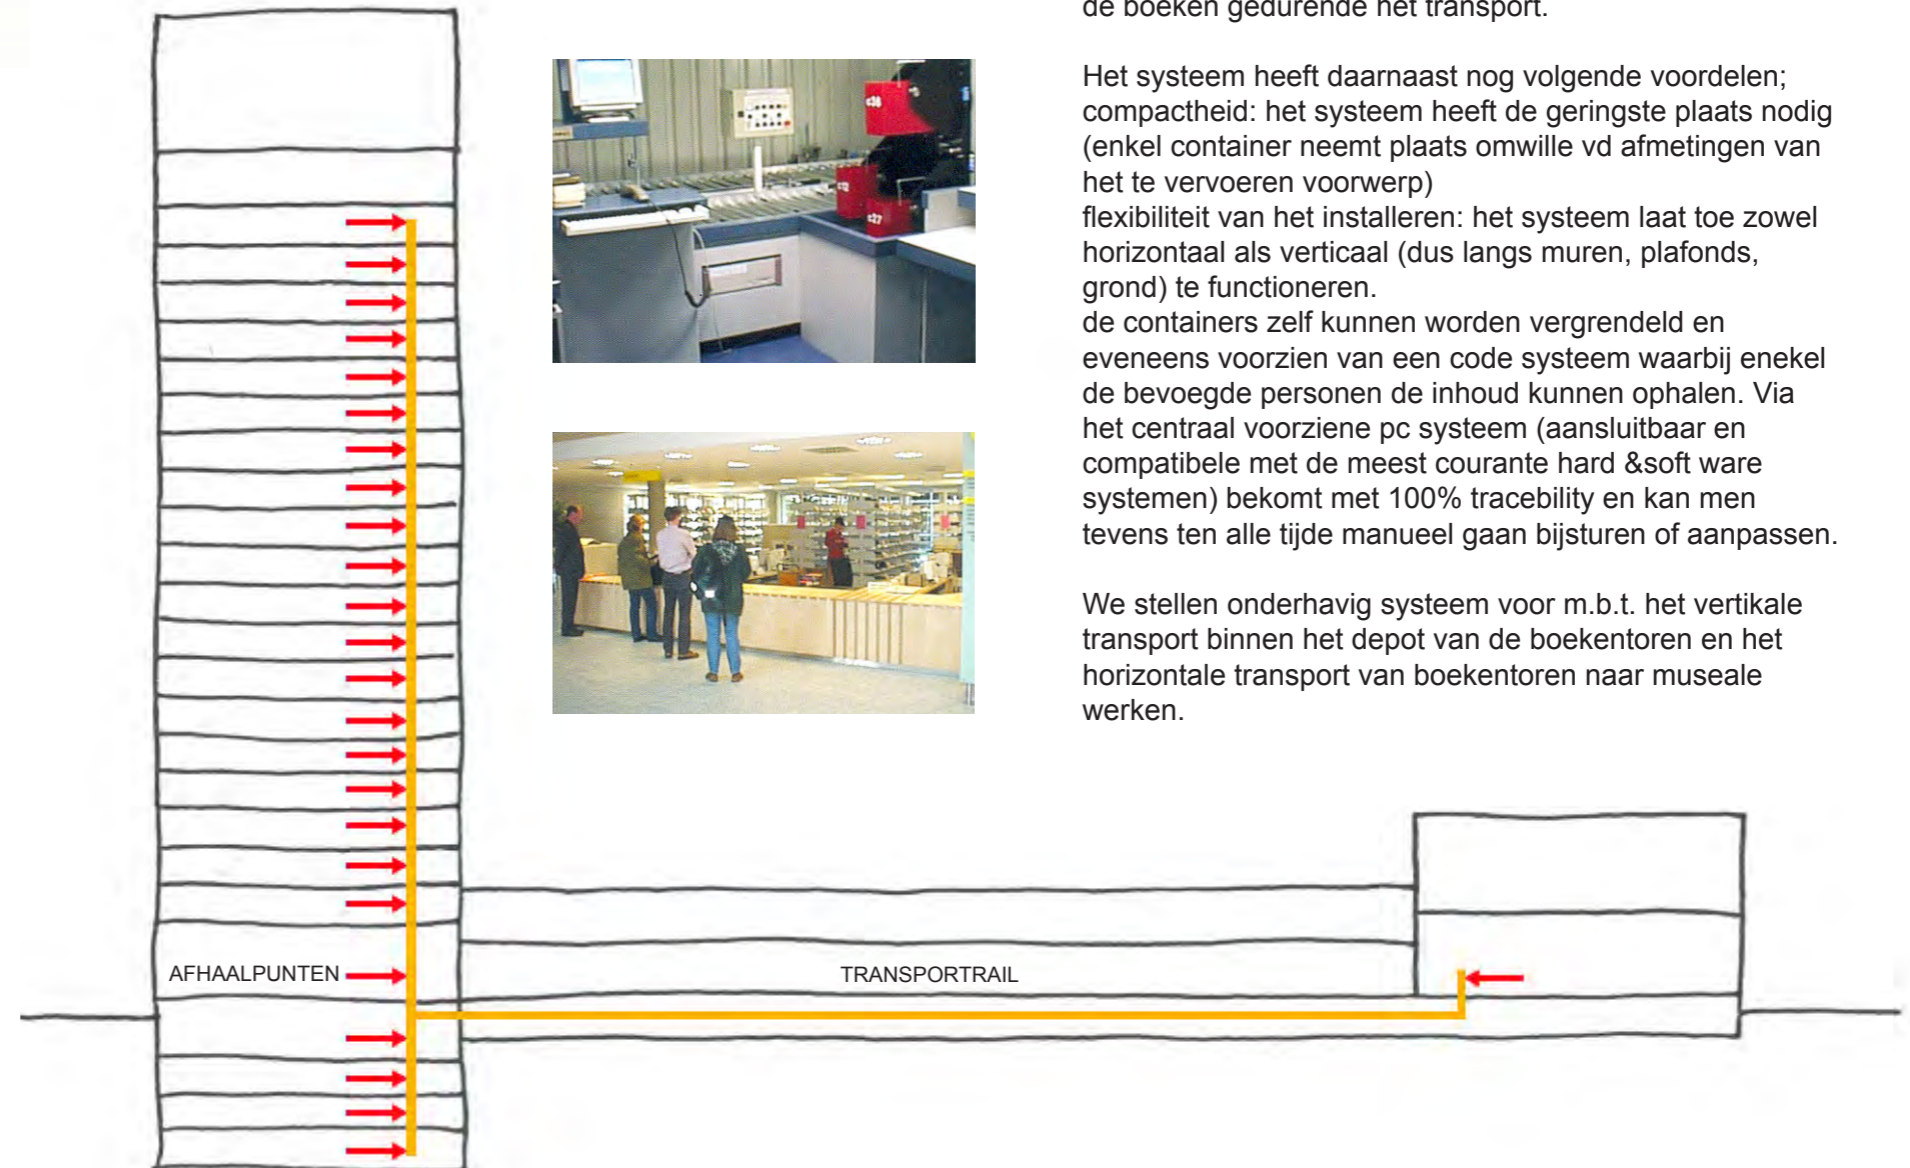 de boeken gedurende het transport.
Het systeem heeft daarnaast nog volgende voordelen;
compactheid: het systeem heeft de geringste plaats nodig
(enkel container neemt plaats omwille vd afmetingen van
het te vervoeren voorwerp)
flexibiliteit van het installeren: het systeem laat toe zowel
horizontaal als verticaal (dus langs muren, plafonds,
grond) te functioneren.
de containers zelf kunnen worden vergrendeld en
eveneens voorzien van een code systeem waarbij enekel
de bevoegde personen de inhoud kunnen ophalen. Via
het centraal voorziene pc systeem (aansluitbaar en
compatibele met de meest courante hard &soft ware
systemen) bekomt met 100% tracebility en kan men
tevens ten alle tijde manueel gaan bijsturen of aanpassen.
We stellen onderhavig systeem voor m.b.t. het vertikale
transport binnen het depot van de boekentoren en het
horizontale transport van boekentoren naar museale
werken.
AFHAALPUNTEN
TRANSPORTRAIL